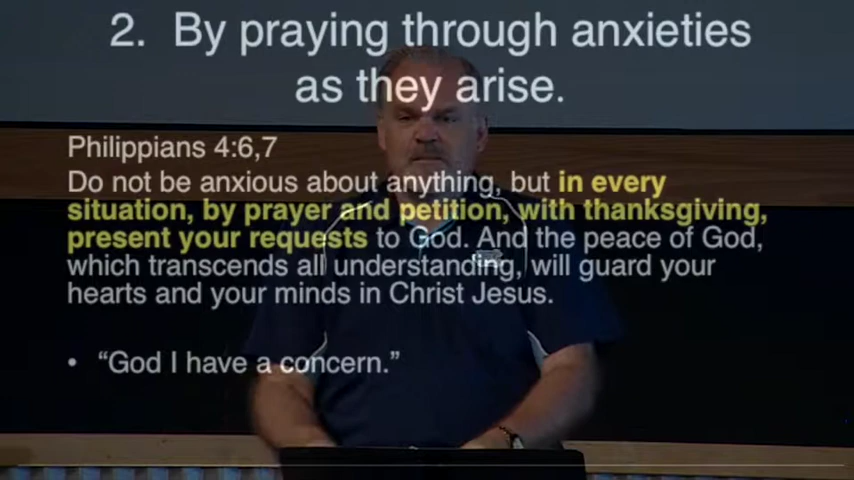 2. By praying through anxieties
as they arise.
Philippians 4:6,7
Do not be anxious about anything, but in every
situation, by prayer and petition, with thanksgiving,
present your requests to God. And the peace of God,
which transcends all understanding, will guard your
hearts and your minds in Christ Jesus.
• “God I have a concern.”